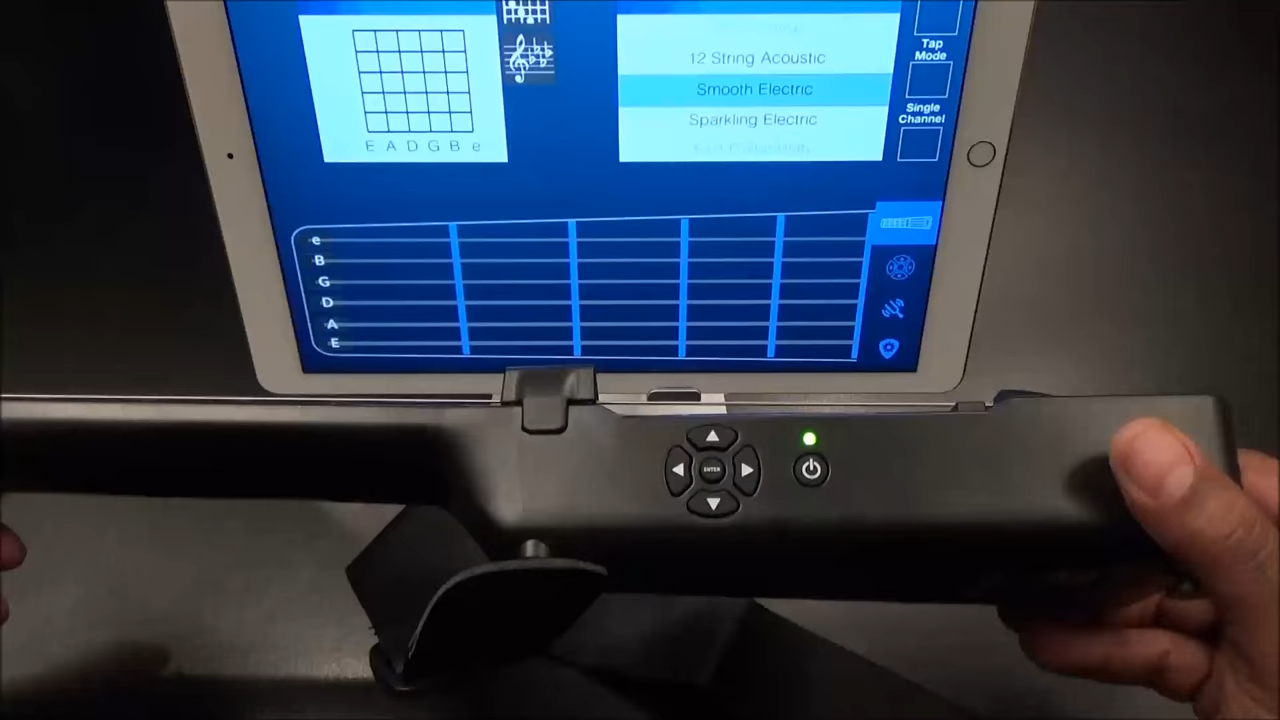 12 String Acoustic
Smooth Electric
Sparkling Electric
Tap
Mode
Single
Channel
E A D G B e
e
B
G
D
A
E
ENTER